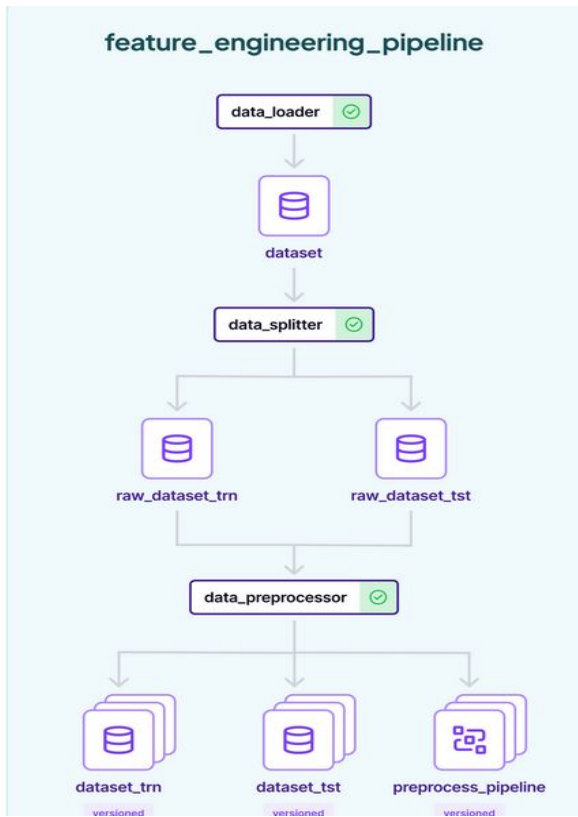 feature_engineering_pipeline
data_loader
dataset
data_splitter
raw_dataset_trn raw_dataset_tst
data_preprocessor
dataset_trn dataset_tst preprocess_pipeline
versioned versioned versioned